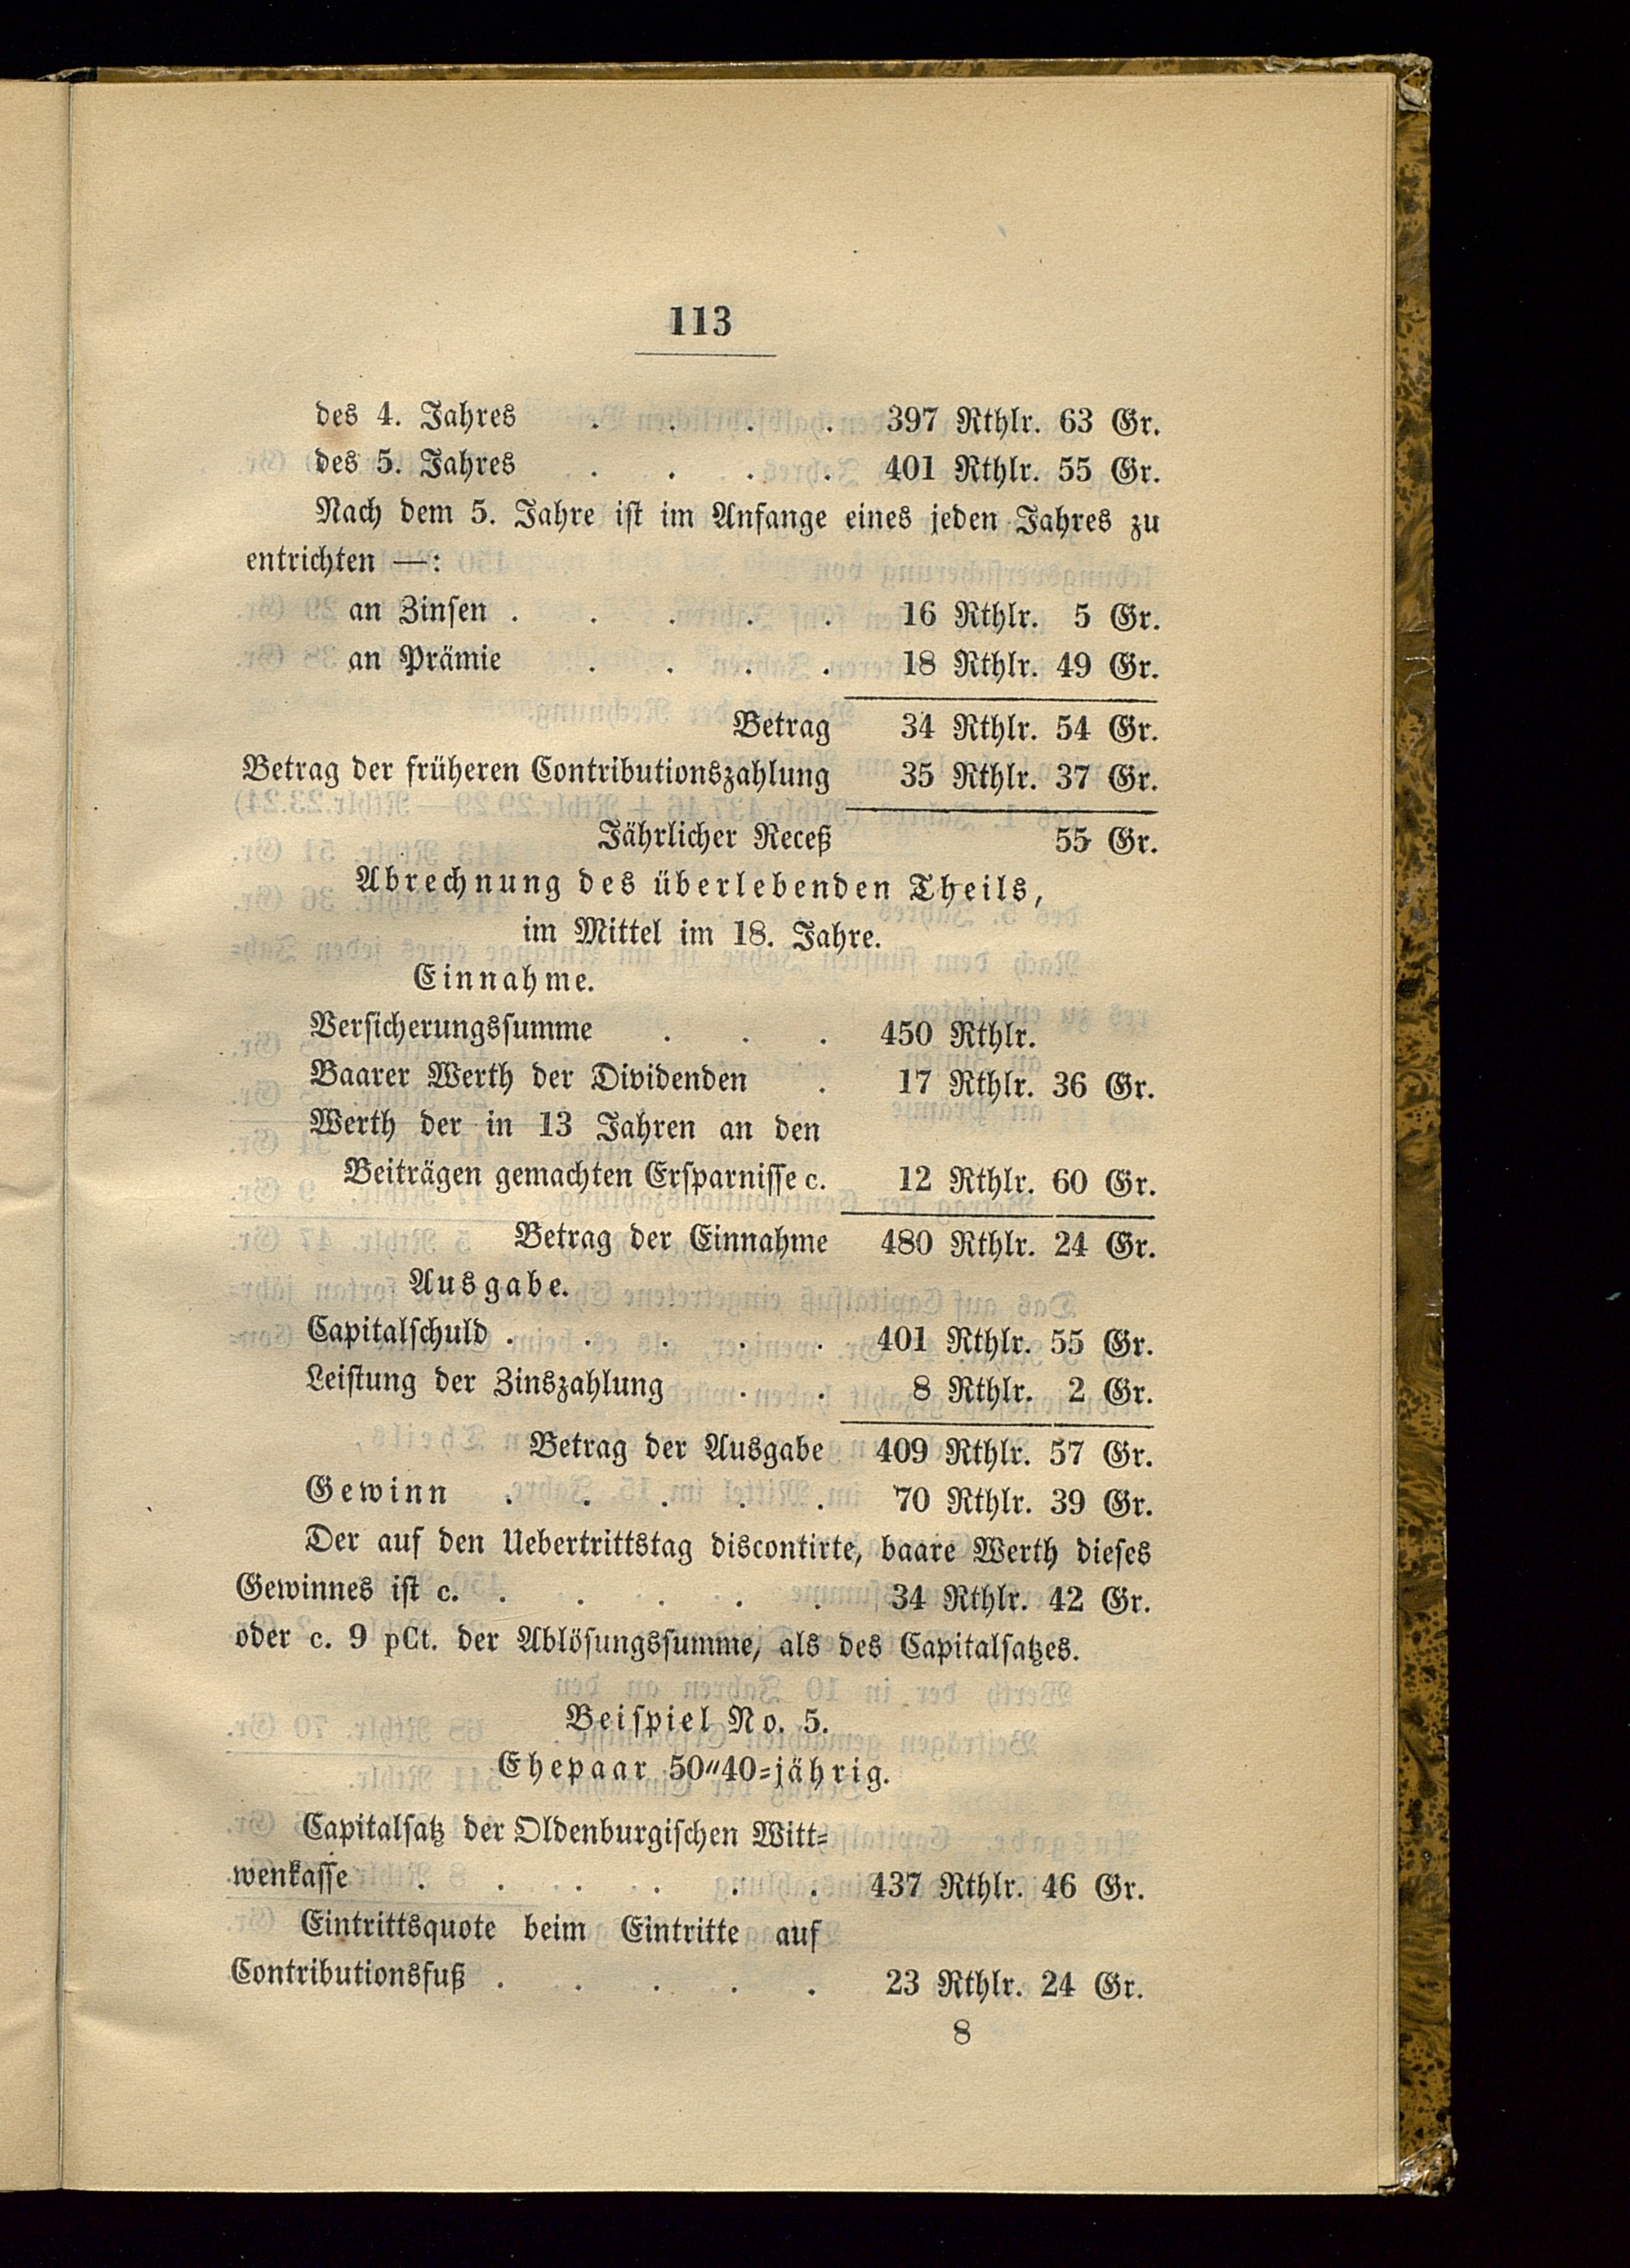 113
des 4. Jahres . . . . 397 Rthlr. 63 Gr.
des 5. Jahres . . . . 401 Rthlr. 55 Gr.
Nach dem 5. Jahre ist im Anfange eines jeden Jahres zu
entrichten —:
an Zinsen . . . . . 16 Rthlr. 5 Gr.
an Prämie . . . . 18 Rthlr. 49 Gr.
Betrag 34 Rthlr. 54 Gr.
Betrag der früheren Contributionszahlung 35 Rthlr. 37 Gr.
Jährlicher Receß 55 Gr.
Abrechnung des überlebenden Theils,
im Mittel im 18. Jahre.
Einnahme.
Versicherungssumme . . . 450 Rthlr.
Baarer Werth der Dividenden . 17 Rthlr. 36 Gr.
Werth der in 13 Jahren an den
Beiträgen gemachten Ersparnisse c. 12 Rthlr. 60 Gr.
Betrag der Einnahme 480 Rthlr. 24 Gr.
Ausgabe.
Capitalschuld . . . . . 401 Rthlr. 55 Gr.
Leistung der Zinszahlung . . 8 Rthlr. 2 Gr.
Betrag der Ausgabe 409 Rthlr. 57 Gr.
Gewinn . . . . . 70 Rthlr. 39 Gr.
Der auf den Uebertrittstag discontirte, baare Werth dieses
Gewinnes ist c. . . . . . 34 Rthlr. 42 Gr.
oder c. 9 pCt. der Ablösungssumme, als des Capitalsatzes.
Beispiel No. 5.
Ehepaar 50"40=jährig.
Capitalsatz der Oldenburgischen Witt=
wenkasse . . . . . . 437 Rthlr. 46 Gr.
Eintrittsquote beim Eintritte auf
Contributionsfuß . . . . . 23 Rthlr. 24 Gr.
8